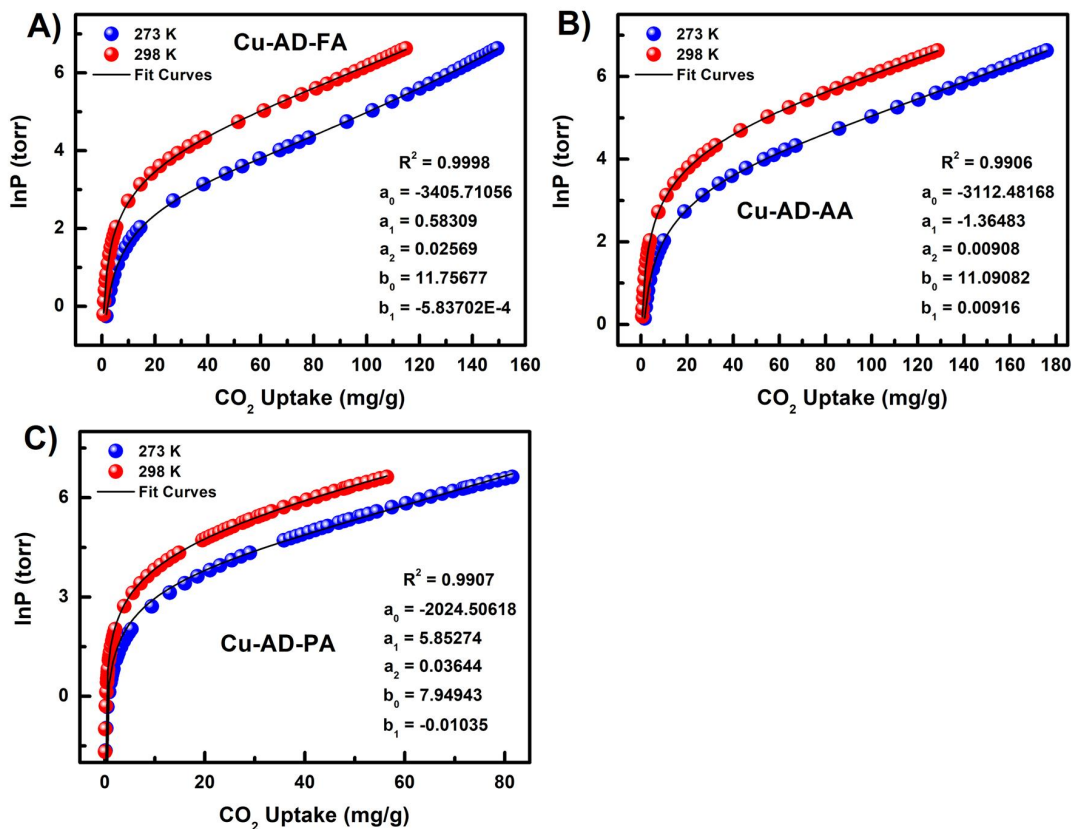 A)
273 K
298 K
Fit Curves
Cu-AD-FA
R² = 0.9998
a₀ = -3405.71056
a₁ = 0.58309
a₂ = 0.02569
b₀ = 11.75677
b₁ = -5.83702E-4
lnP (torr)
6
4
2
0
0 20 40 60 80 100 120 140 160
CO₂ Uptake (mg/g)
B)
273 K
298 K
Fit Curves
R² = 0.9906
a₀ = -3112.48168
Cu-AD-AA
a₁ = -1.36483
a₂ = 0.00908
b₀ = 11.09082
b₁ = 0.00916
lnP (torr)
6
4
2
0
0 20 40 60 80 100 120 140 160 180
CO₂ Uptake (mg/g)
C)
273 K
298 K
Fit Curves
R² = 0.9907
a₀ = -2024.50618
Cu-AD-PA
a₁ = 5.85274
a₂ = 0.03644
b₀ = 7.94943
b₁ = -0.01035
lnP (torr)
6
3
0
0 20 40 60 80
CO₂ Uptake (mg/g)